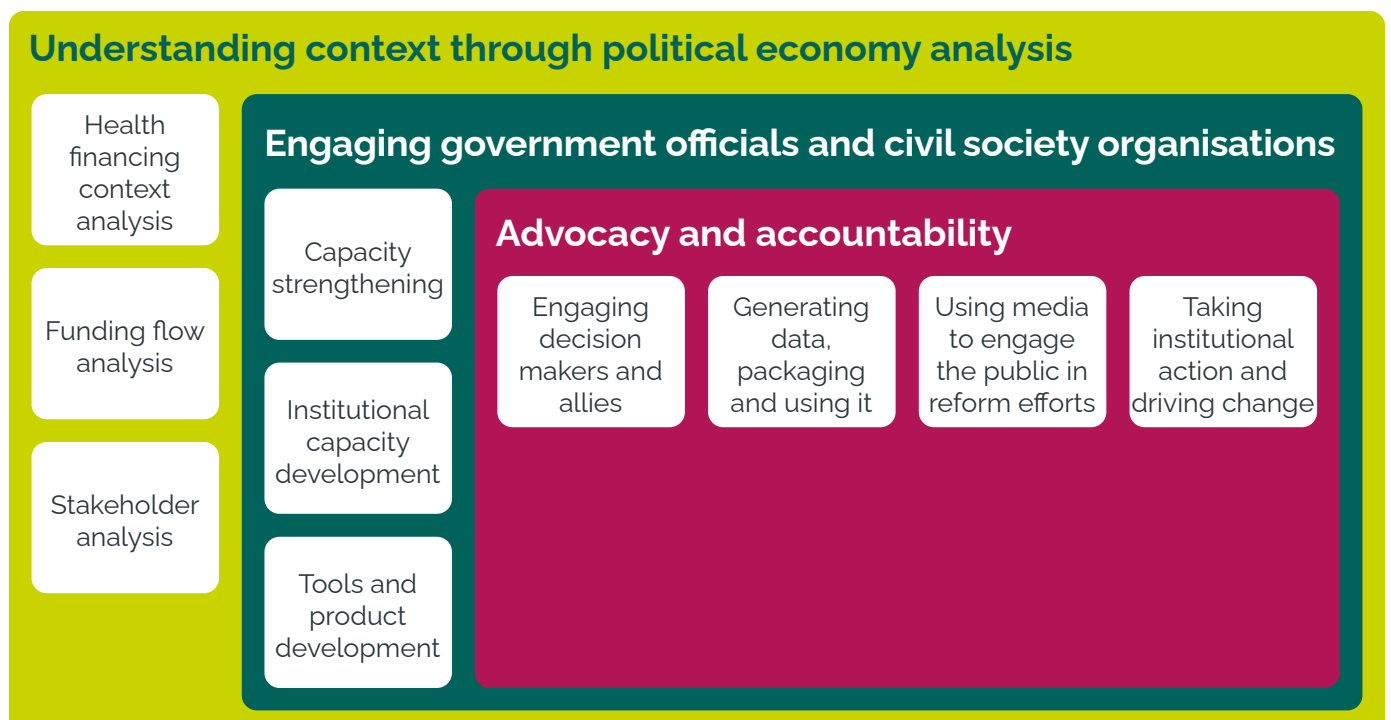 Understanding context through political economy analysis
Health
financing
context
analysis
Funding flow
analysis
Stakeholder
analysis
Engaging government officials and civil society organisations
Capacity
strengthening
Institutional
capacity
development
Tools and
product
development
Advocacy and accountability
Engaging
decision
makers and
allies
Generating
data,
packaging
and using it
Using media
to engage
the public in
reform efforts
Taking
institutional
action and
driving change